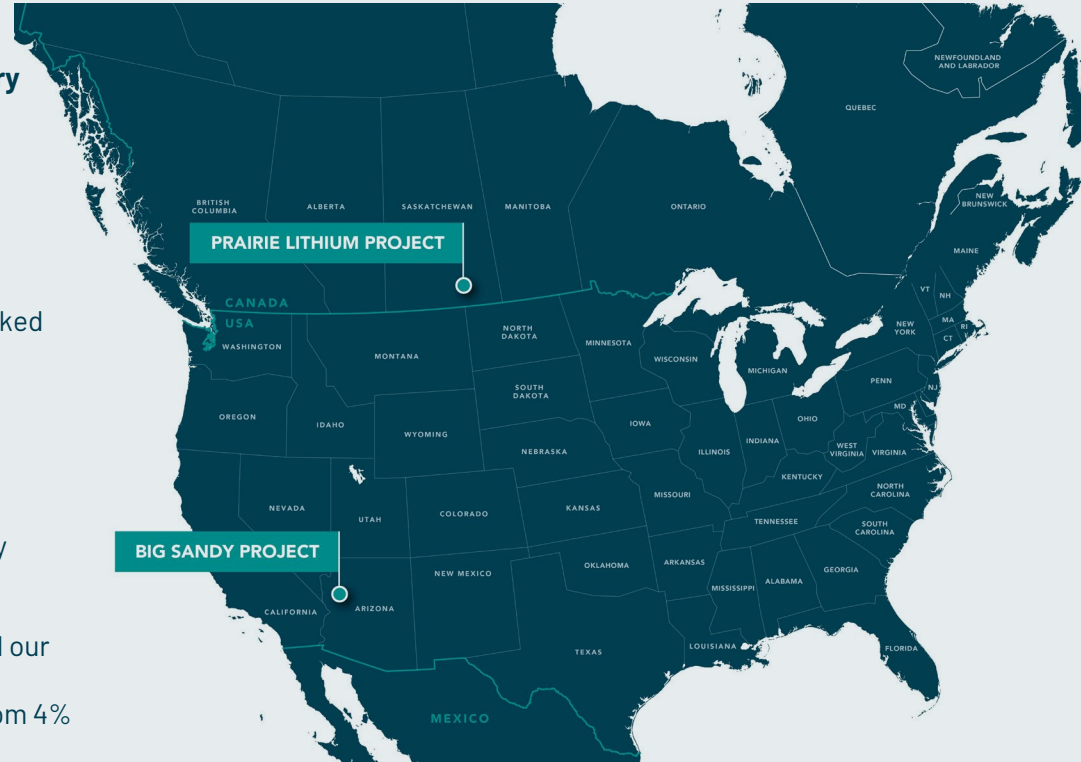 ry
ked
y
l our
om 4%
NEWFOUNDLAND
AND LABRADOR
QUEBEC
BRITISH
COLUMBIA
ALBERTA
SASKATCHEWAN
MANITOBA
ONTARIO
NEW
BRUNSWICK
PRAIRIE LITHIUM PROJECT
MAINE
CANADA
USA
VT
NH
WASHINGTON
MONTANA
NORTH
DAKOTA
MINNESOTA
WISCONSIN
MICHIGAN
NEW
YORK
MA
RI
CT
OREGON
IDAHO
WYOMING
SOUTH
DAKOTA
IOWA
NEBRASKA
ILLINOIS
INDIANA
OHIO
PENN
NJ
MD
WEST
VIRGINIA
VIRGINIA
NEVADA
UTAH
COLORADO
KANSAS
MISSOURI
KENTUCKY
NORTH
CAROLINA
TENNESSEE
SOUTH
CAROLINA
BIG SANDY PROJECT
NEW MEXICO
OKLAHOMA
ARKANSAS
MISSISSIPPI
ALABAMA
GEORGIA
CALIFORNIA
ARIZONA
TEXAS
LOUISIANA
FLORIDA
MEXICO